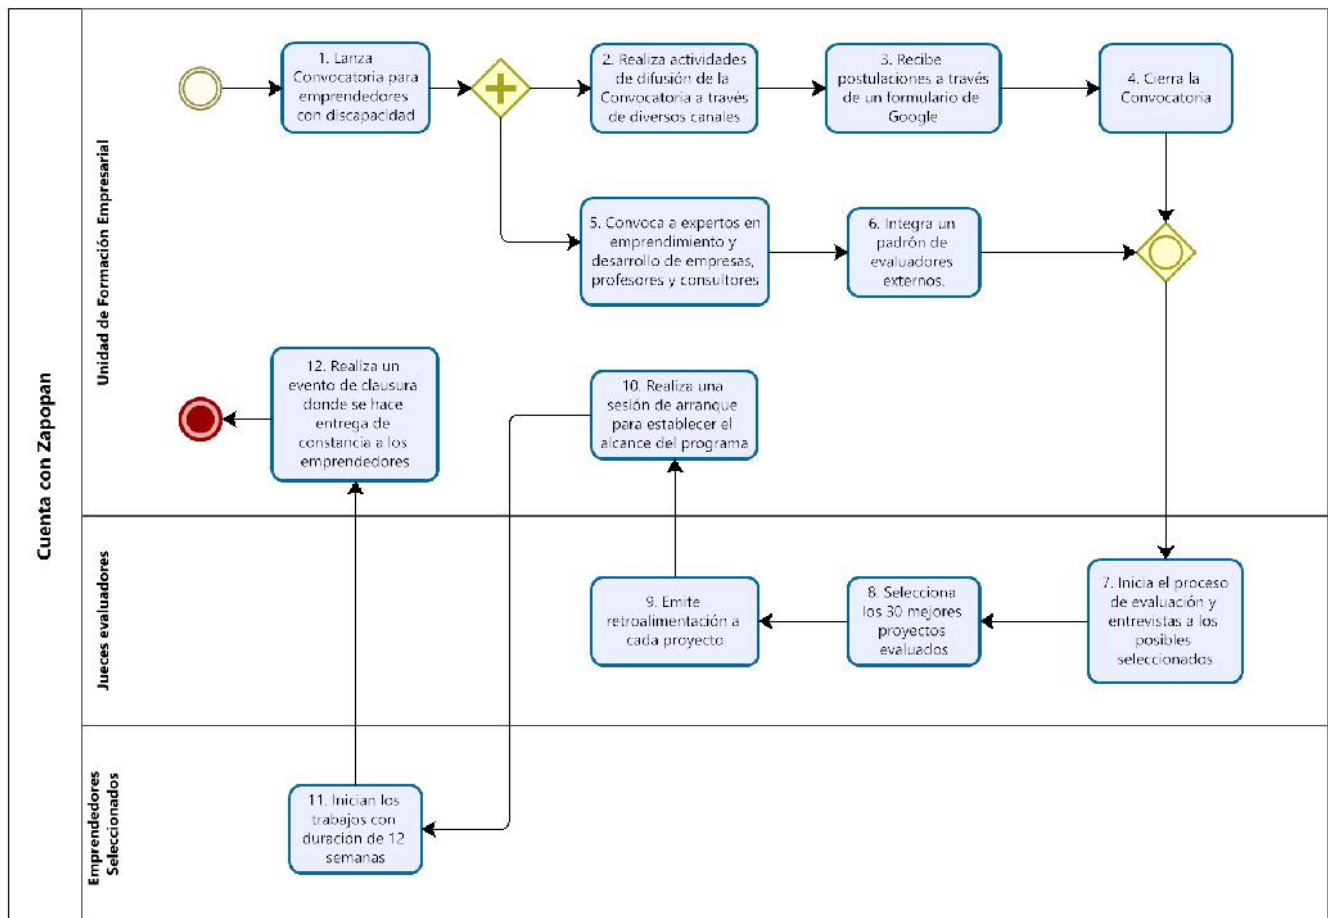 Cuenta con Zapopan
Unidad de Formación Empresarial
1. Lanza
Convocatoria para
emprendedores
con discapacidad
2. Realiza actividades
de difusión de la
Convocatoria a través
de diversos canales
3. Recibe
postulaciones a través
de un formulario de
Google
4. Cierra la
Convocatoria
5. Convoca a expertos en
emprendimiento y
desarrollo de empresas,
profesores y consultores
6. Integra un
padrón de
evaluadores
externos.
12. Realiza un
evento de clausura
donde se hace
entrega de
constancia a los
emprendedores
10. Realiza una
sesión de arranque
para establecer el
alcance del programa
Jueces evaluadores
9. Emite
retroalimentación a
cada proyecto
8. Selecciona
los 30 mejores
proyectos
evaluados
7. Inicia el proceso
de evaluación y
entrevistas a los
posibles
seleccionados
Emprendedores
Seleccionados
11. Inician los
trabajos con
duración de 12
semanas